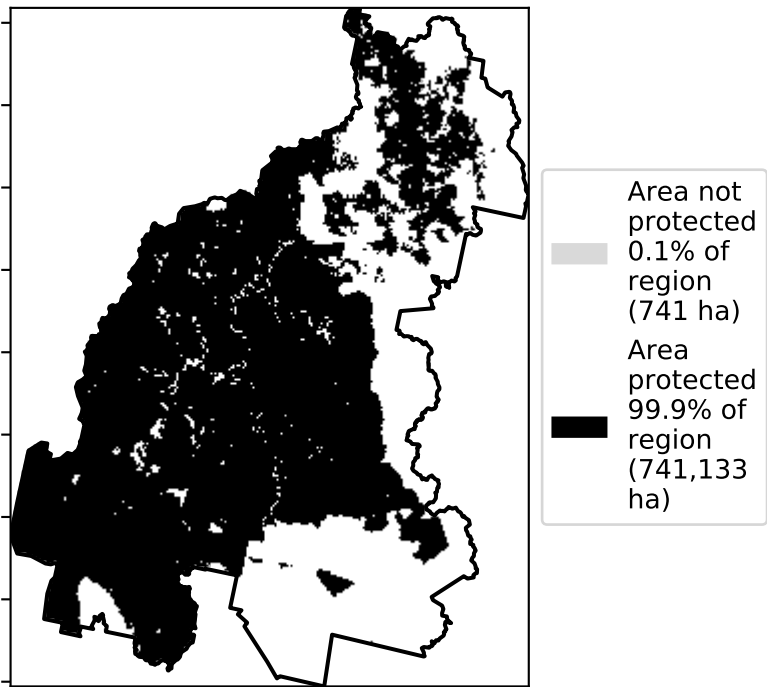 Area not
protected
0.1% of
region
(741 ha)
Area
protected
99.9% of
region
(741,133
ha)